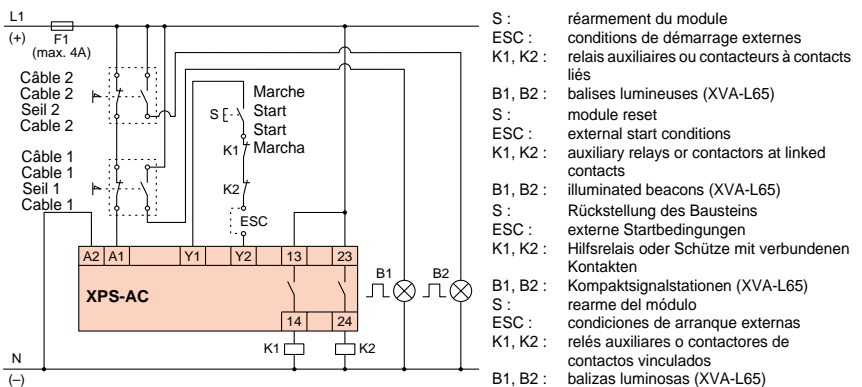 L1
(+)
F1
(max. 4A)
Câble 2
Cable 2
Seil 2
Cable 2
Marche
Start
Start
Marcha
S
K1
Câble 1
Cable 1
Seil 1
Cable 1
K2
ESC
A2 A1 Y1 Y2 13 23
XPS-AC
B1 B2
14 24
K1 K2
N
(–)
S : réarmement du module
ESC : conditions de démarrage externes
K1, K2 : relais auxiliaires ou contacteurs à contacts
liés
B1, B2 : balises lumineuses (XVA-L65)
S : module reset
ESC : external start conditions
K1, K2 : auxiliary relays or contactors at linked
contacts
B1, B2 : illuminated beacons (XVA-L65)
S : Rückstellung des Bausteins
ESC : externe Startbedingungen
K1, K2 : Hilfsrelais oder Schütze mit verbundenen
Kontakten
B1, B2 : Kompaktsignalstationen (XVA-L65)
S : rearme del módulo
ESC : condiciones de arranque externas
K1, K2 : relés auxiliares o contactores de
contactos vinculados
B1, B2 : balizas luminosas (XVA-L65)